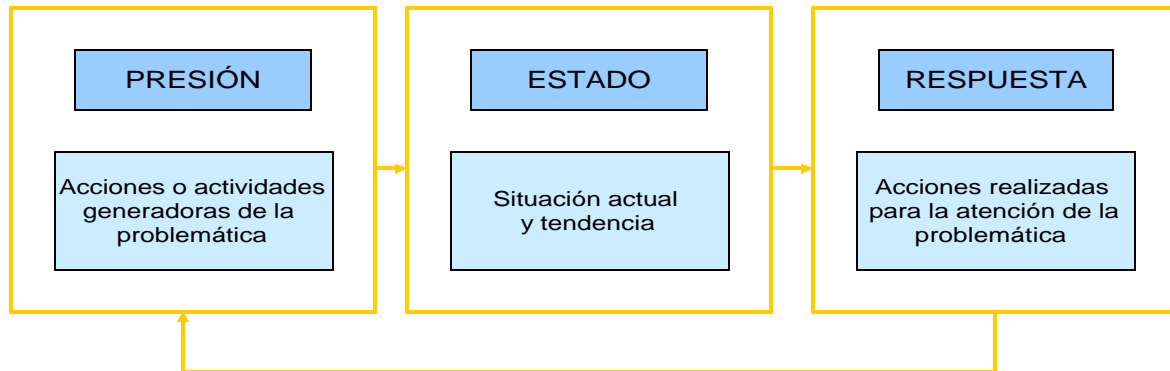 PRESIÓN
Acciones o actividades
generadoras de la
problemática
ESTADO
Situación actual
y tendencia
RESPUESTA
Acciones realizadas
para la atención de la
problemática